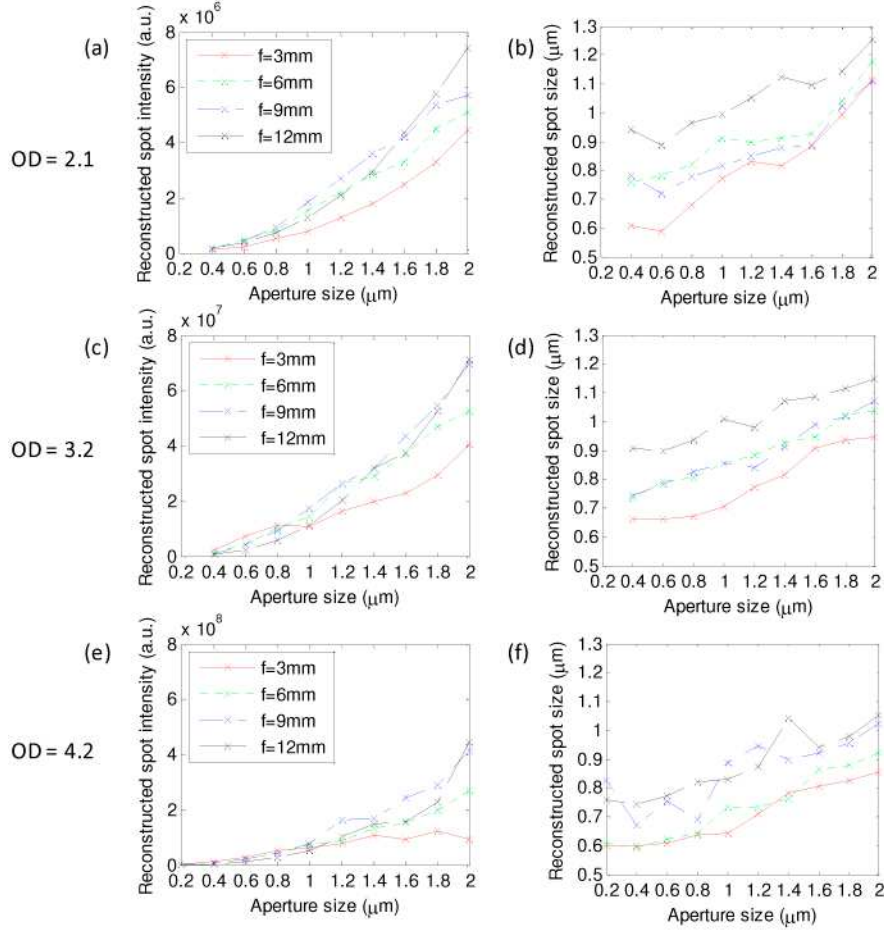 (a)
× 10⁶
8
6
4
2
0
Reconstructed spot intensity (a.u.)
f=3mm
f=6mm
f=9mm
f=12mm
0.2 0.4 0.6 0.8 1 1.2 1.4 1.6 1.8 2
Aperture size (μm)
(b)
1.3
1.2
1.1
1
0.9
0.8
0.7
0.6
0.5
Reconstructed spot size (μm)
0.2 0.4 0.6 0.8 1 1.2 1.4 1.6 1.8 2
Aperture size (μm)
OD = 2.1
(c)
× 10⁷
8
6
4
2
0
Reconstructed spot intensity (a.u.)
f=3mm
f=6mm
f=9mm
f=12mm
0.2 0.4 0.6 0.8 1 1.2 1.4 1.6 1.8 2
Aperture size (μm)
(d)
1.3
1.2
1.1
1
0.9
0.8
0.7
0.6
0.5
Reconstructed spot size (μm)
0.2 0.4 0.6 0.8 1 1.2 1.4 1.6 1.8 2
Aperture size (μm)
OD = 3.2
(e)
× 10⁸
8
6
4
2
0
Reconstructed spot intensity (a.u.)
f=3mm
f=6mm
f=9mm
f=12mm
0.2 0.4 0.6 0.8 1 1.2 1.4 1.6 1.8 2
Aperture size (μm)
(f)
1.3
1.2
1.1
1
0.9
0.8
0.7
0.6
0.5
Reconstructed spot size (μm)
0.2 0.4 0.6 0.8 1 1.2 1.4 1.6 1.8 2
Aperture size (μm)
OD = 4.2